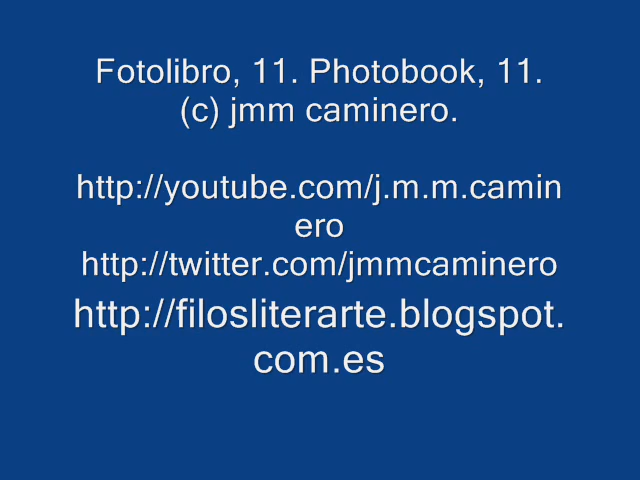 Fotolibro, 11. Photobook, 11.
(c) jmm caminero.
http://youtube.com/j.m.m.camin
ero
http://twitter.com/jmmcaminero
http://filosliterarte.blogspot.
com.es